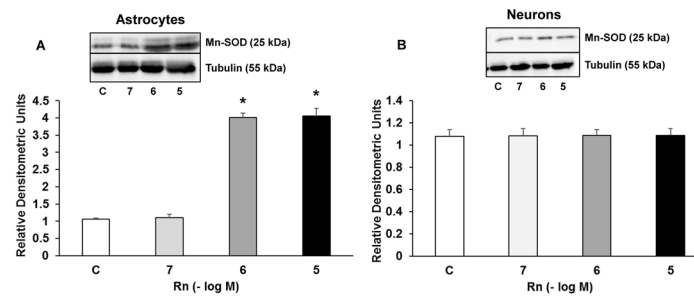 Astrocytes
A
Mn-SOD (25 kDa)
Tubulin (55 kDa)
C 7 6 5
Relative Densitometric Units
4.5
4
3.5
3
2.5
2
1.5
1
0.5
0
* *
C 7 6 5
Rn (- log M)
Neurons
B
Mn-SOD (25 kDa)
Tubulin (55 kDa)
C 7 6 5
Relative Densitometric Units
1.4
1.2
1
0.8
0.6
0.4
0.2
0
C 7 6 5
Rn (- log M)